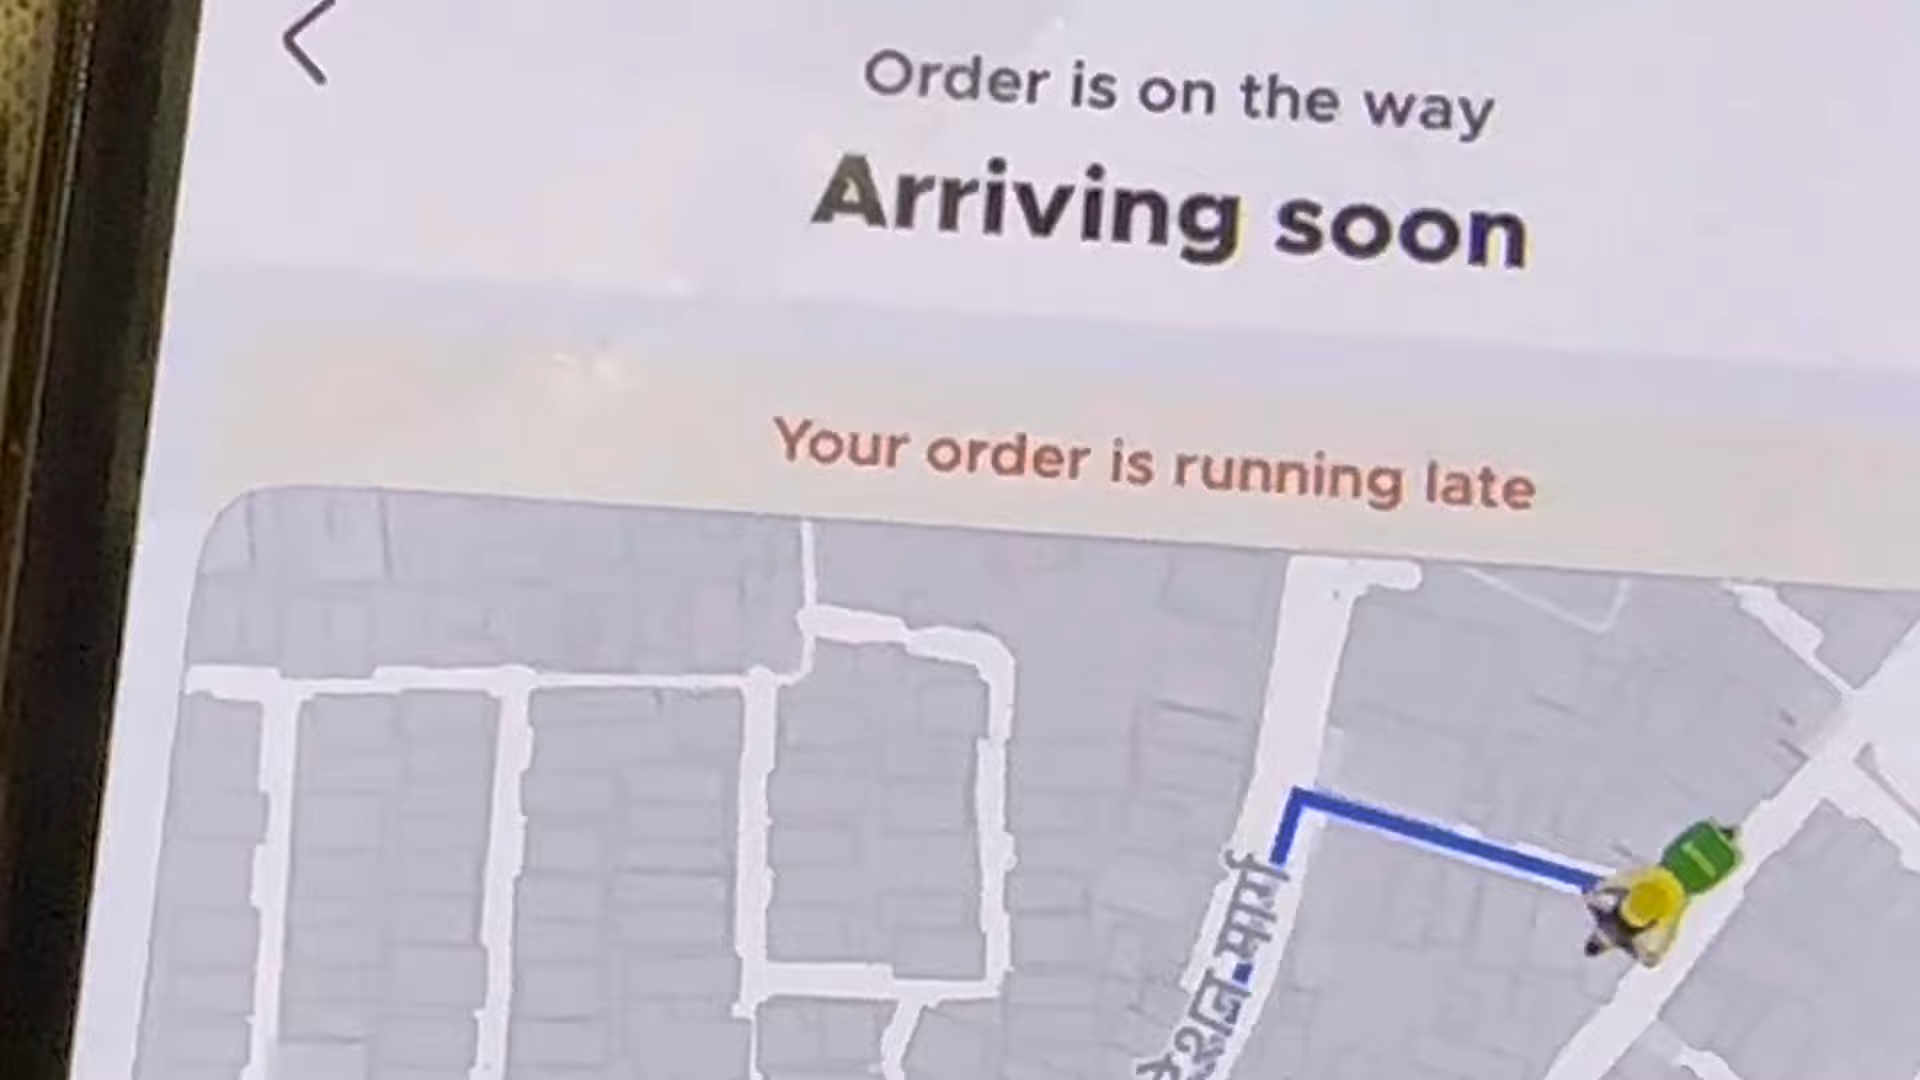 Order is on the way
Arriving soon
Your order is running late
मार्ग